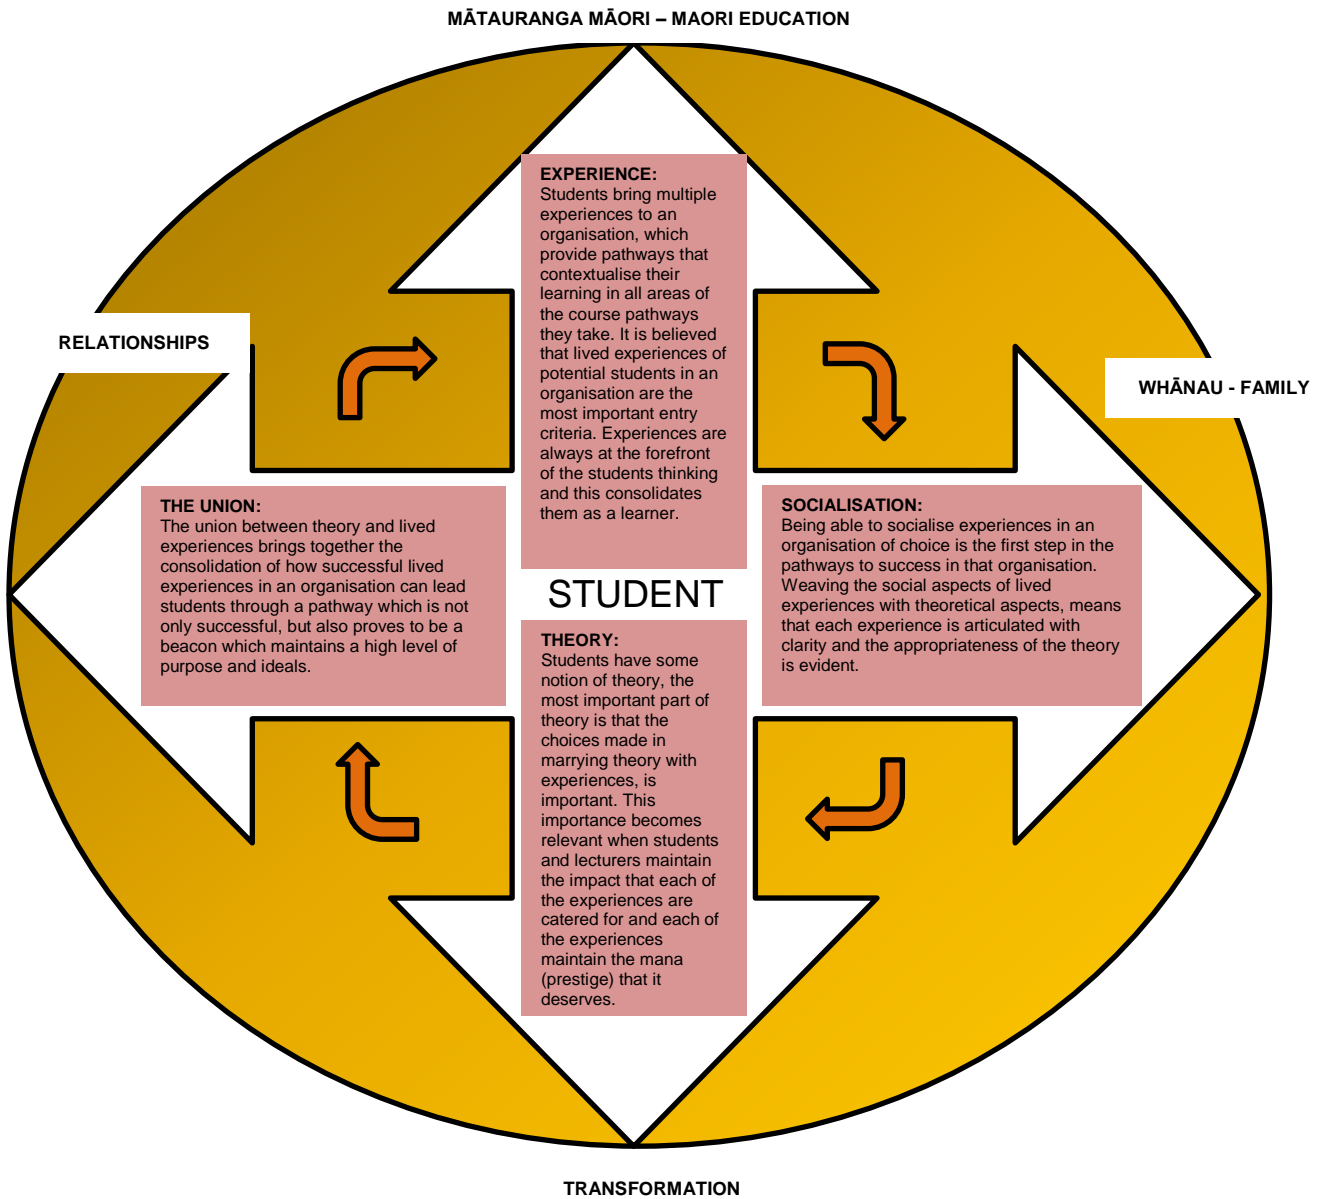 MĀTAURANGA MĀORI – MAORI EDUCATION
EXPERIENCE:
Students bring multiple
experiences to an
organisation, which
provide pathways that
contextualise their
learning in all areas of
the course pathways
they take. It is believed
that lived experiences of
potential students in an
organisation are the
most important entry
criteria. Experiences are
always at the forefront
of the students thinking
and this consolidates
them as a learner.
RELATIONSHIPS
WHĀNAU - FAMILY
THE UNION:
The union between theory and lived
experiences brings together the
consolidation of how successful lived
experiences in an organisation can lead
students through a pathway which is not
only successful, but also proves to be a
beacon which maintains a high level of
purpose and ideals.
SOCIALISATION:
Being able to socialise experiences in an
organisation of choice is the first step in the
pathways to success in that organisation.
Weaving the social aspects of lived
experiences with theoretical aspects, means
that each experience is articulated with
clarity and the appropriateness of the theory
is evident.
STUDENT
THEORY:
Students have some
notion of theory, the
most important part of
theory is that the
choices made in
marrying theory with
experiences, is
important. This
importance becomes
relevant when students
and lecturers maintain
the impact that each of
the experiences are
catered for and each of
the experiences
maintain the mana
(prestige) that it
deserves.
TRANSFORMATION